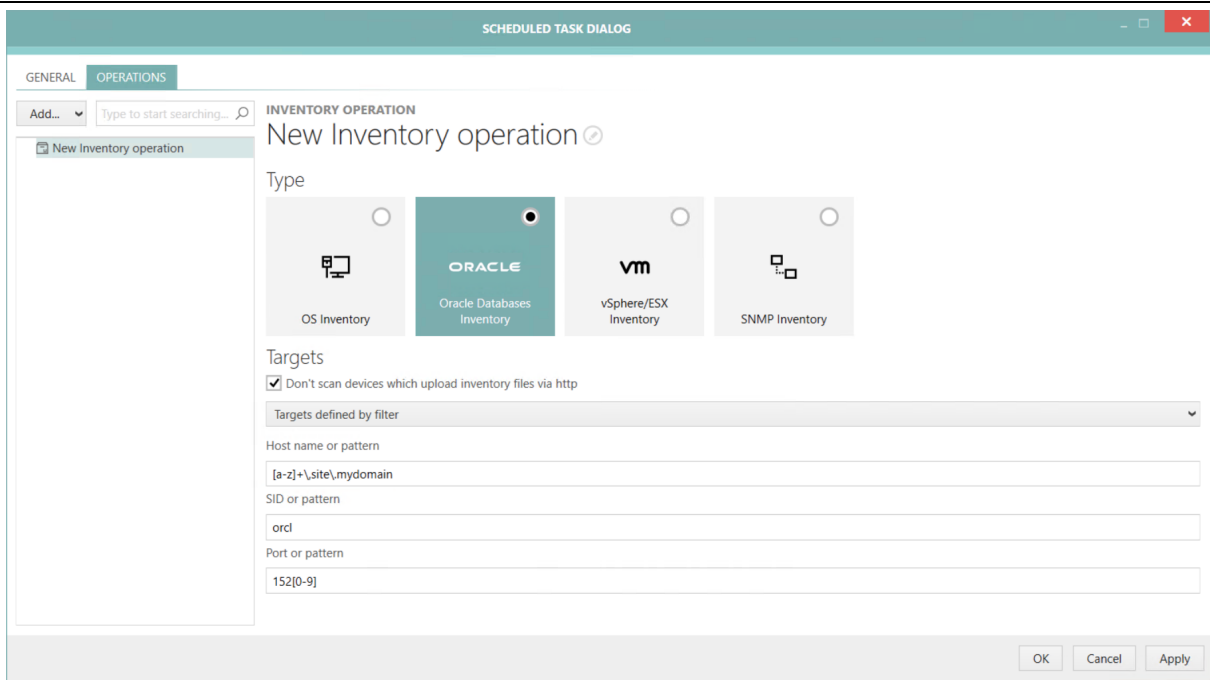 SCHEDULED TASK DIALOG
GENERAL OPERATIONS
Add... Type to start searching...
New Inventory operation
INVENTORY OPERATION
New Inventory operation
Type
ORACLE
vm
OS Inventory
Oracle Databases
Inventory
vSphere/ESX
Inventory
SNMP Inventory
Targets
Don't scan devices which upload inventory files via http
Targets defined by filter
Host name or pattern
[a-z]+\.site\.mydomain
SID or pattern
orcl
Port or pattern
152[0-9]
OK Cancel Apply